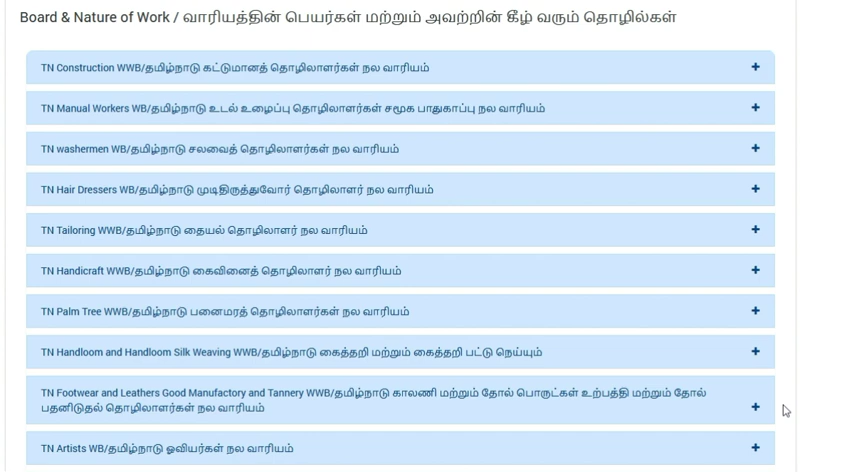 Board & Nature of Work / வாரியத்தின் பெயர்கள் மற்றும் அவற்றின் கீழ் வரும் தொழில்கள்
TN Construction WWB/தமிழ்நாடு கட்டுமானத் தொழிலாளர்கள் நல வாரியம் +
TN Manual Workers WB/தமிழ்நாடு உடல் உழைப்பு தொழிலாளர்கள் சமூக பாதுகாப்பு நல வாரியம் +
TN washermen WB/தமிழ்நாடு சலவைத் தொழிலாளர்கள் நல வாரியம் +
TN Hair Dressers WB/தமிழ்நாடு முடிதிருத்துவோர் தொழிலாளர் நல வாரியம் +
TN Tailoring WWB/தமிழ்நாடு தையல் தொழிலாளர் நல வாரியம் +
TN Handicraft WWB/தமிழ்நாடு கைவினைத் தொழிலாளர் நல வாரியம் +
TN Palm Tree WWB/தமிழ்நாடு பனைமரத் தொழிலாளர்கள் நல வாரியம் +
TN Handloom and Handloom Silk Weaving WWB/தமிழ்நாடு கைத்தறி மற்றும் கைத்தறி பட்டு நெய்யும் +
TN Footwear and Leathers Good Manufactory and Tannery WWB/தமிழ்நாடு காலணி மற்றும் தோல் பொருட்கள் உற்பத்தி மற்றும் தோல்
பதனிடுதல் தொழிலாளர்கள் நல வாரியம் +
TN Artists WB/தமிழ்நாடு ஓவியர்கள் நல வாரியம் +